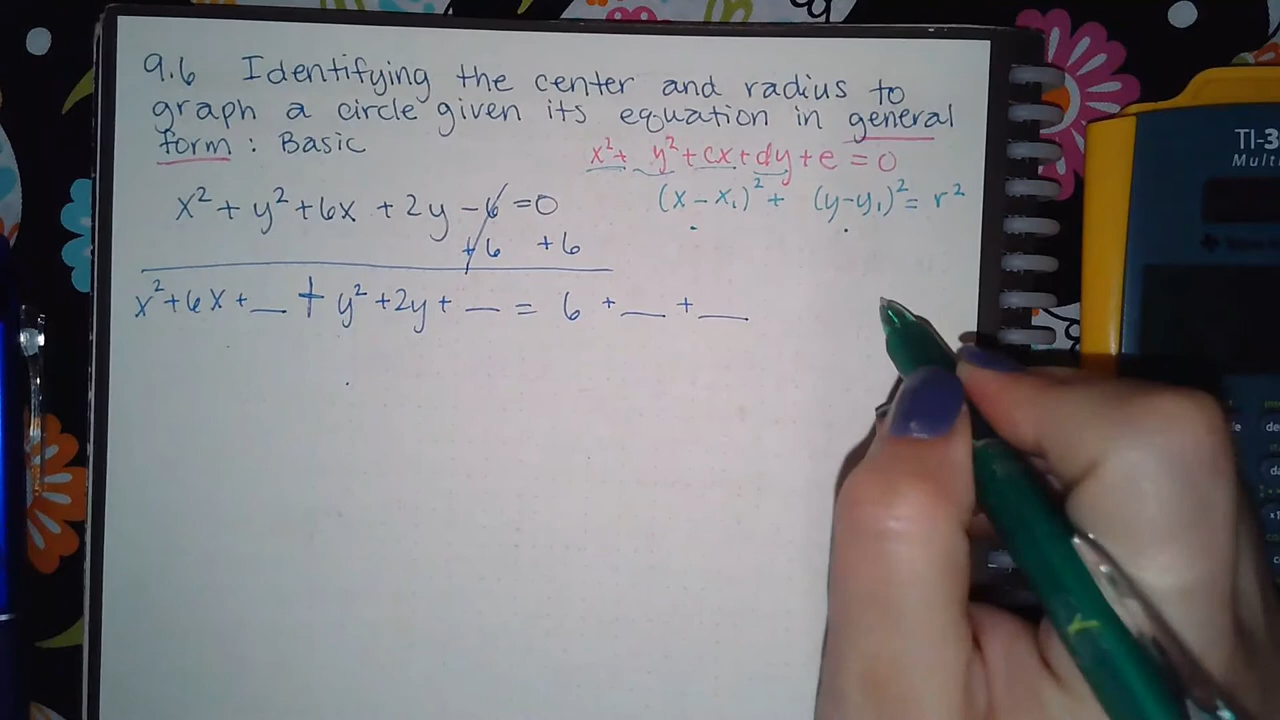 9.6 Identifying the center and radius to
graph a circle given its equation in general
form: Basic
x²+ y²+cx+dy+e=0
x²+y²+6x+2y-6=0
(x-x₁)²+ (y-y₁)²=r²
+6 +6
x²+6x+__+y²+2y+__=6+__+__
TI-3
Mult